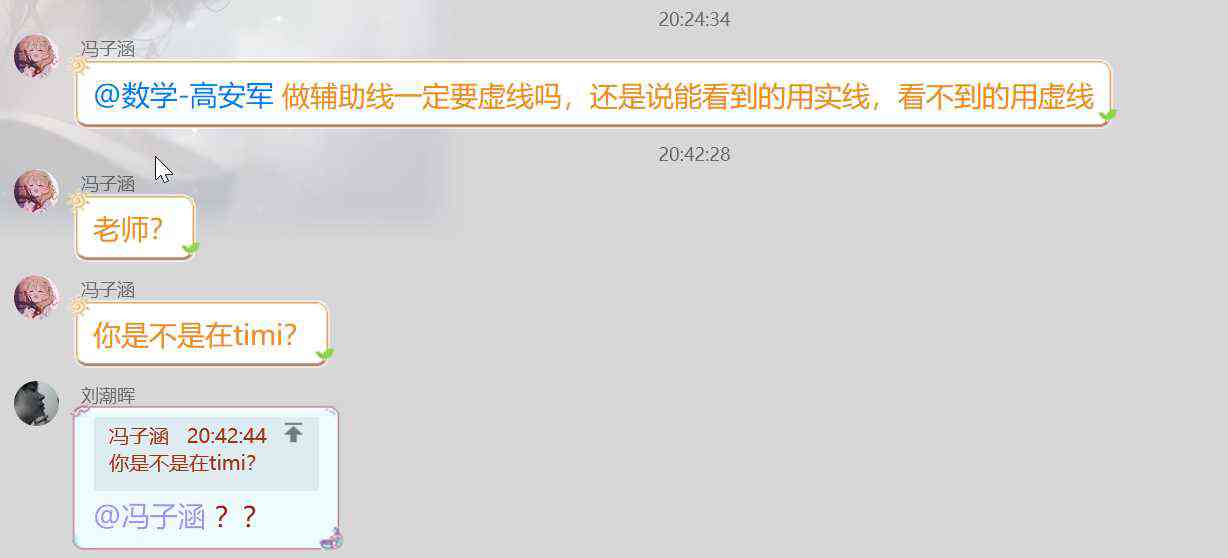 20:24:34
冯子涵
@数学-高安军 做辅助线一定要虚线吗，还是说能看到的用实线，看不到的用虚线
20:42:28
冯子涵
老师？
冯子涵
你是不是在timi？
刘潮晖
冯子涵 20:42:44
你是不是在timi？
@冯子涵 ？？